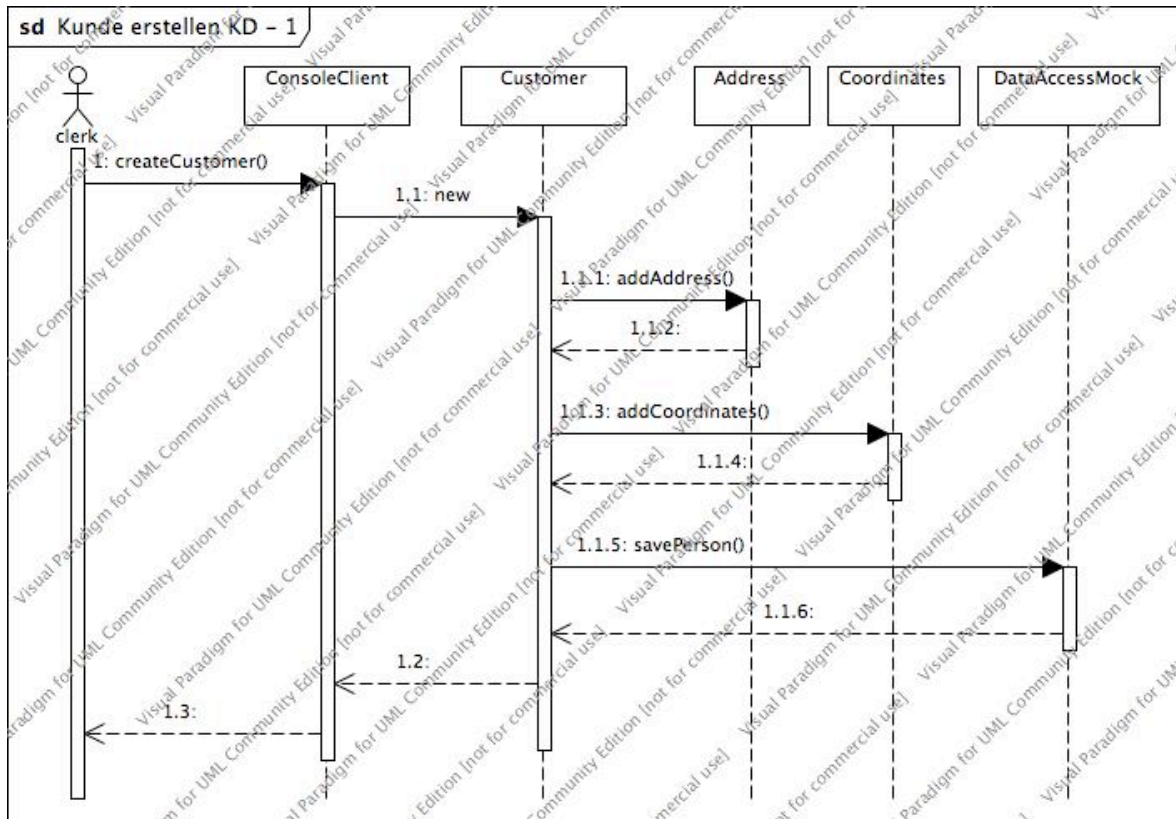 sd Kunde erstellen KD – 1
ConsoleClient
Customer
Address
Coordinates
DataAccessMock
clerk
1: createCustomer()
1.1: new
1.1.1: addAddress()
1.1.2:
1.1.3: addCoordinates()
1.1.4:
1.1.5: savePerson()
1.1.6:
1.2:
1.3:
Visual Paradigm for UML Community Edition [not for commercial use]